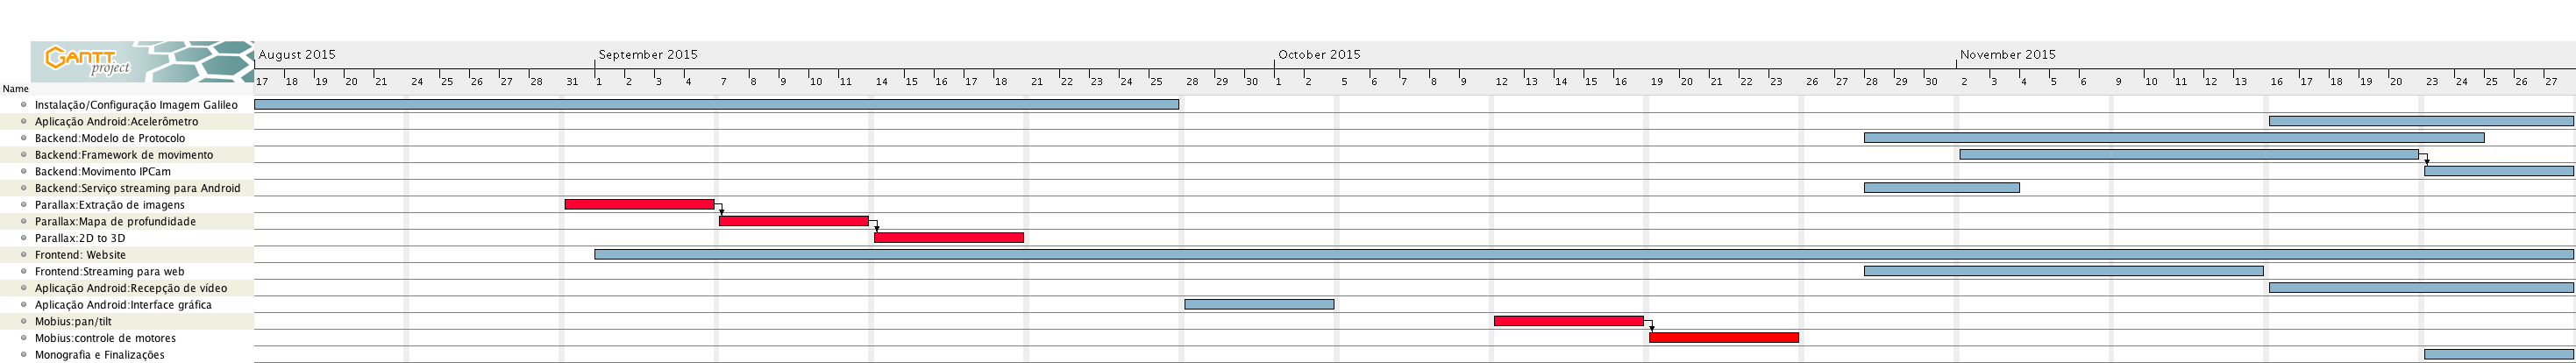 GANTT
project
August 2015 September 2015 October 2015 November 2015
17 18 19 20 21 24 25 26 27 28 31 1 2 3 4 7 8 9 10 11 14 15 16 17 18 21 22 23 24 25 28 29 30 1 2 5 6 7 8 9 12 13 14 15 16 19 20 21 22 23 26 27 28 29 30 2 3 4 5 6 9 10 11 12 13 16 17 18 19 20 23 24 25 26 27
Name
Instalação/Configuração Imagem Galileo
Aplicação Android:Acelerômetro
Backend:Modelo de Protocolo
Backend:Framework de movimento
Backend:Movimento IPCam
Backend:Serviço streaming para Android
Parallax:Extração de imagens
Parallax:Mapa de profundidade
Parallax:2D to 3D
Frontend: Website
Frontend:Streaming para web
Aplicação Android:Recepção de vídeo
Aplicação Android:Interface gráfica
Mobius:pan/tilt
Mobius:controle de motores
Monografia e Finalizações